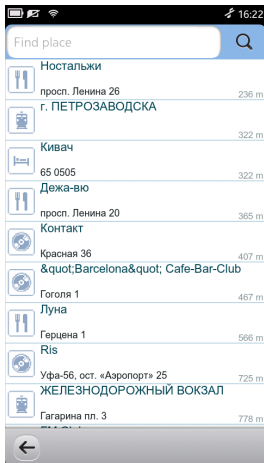 16:22
Find place
Ностальжи
просп. Ленина 26
236 m
г. ПЕТРОЗАВОДСКА
322 m
Кивач
65 0505
322 m
Дежа-вю
просп. Ленина 20
365 m
Контакт
Красная 36
407 m
&quot;Barcelona&quot; Cafe-Bar-Club
Гоголя 1
467 m
Луна
Герцена 1
566 m
Ris
Уфа-56, ост. «Аэропорт» 25
725 m
ЖЕЛЕЗНОДОРОЖНЫЙ ВОКЗАЛ
Гагарина пл. 3
778 m